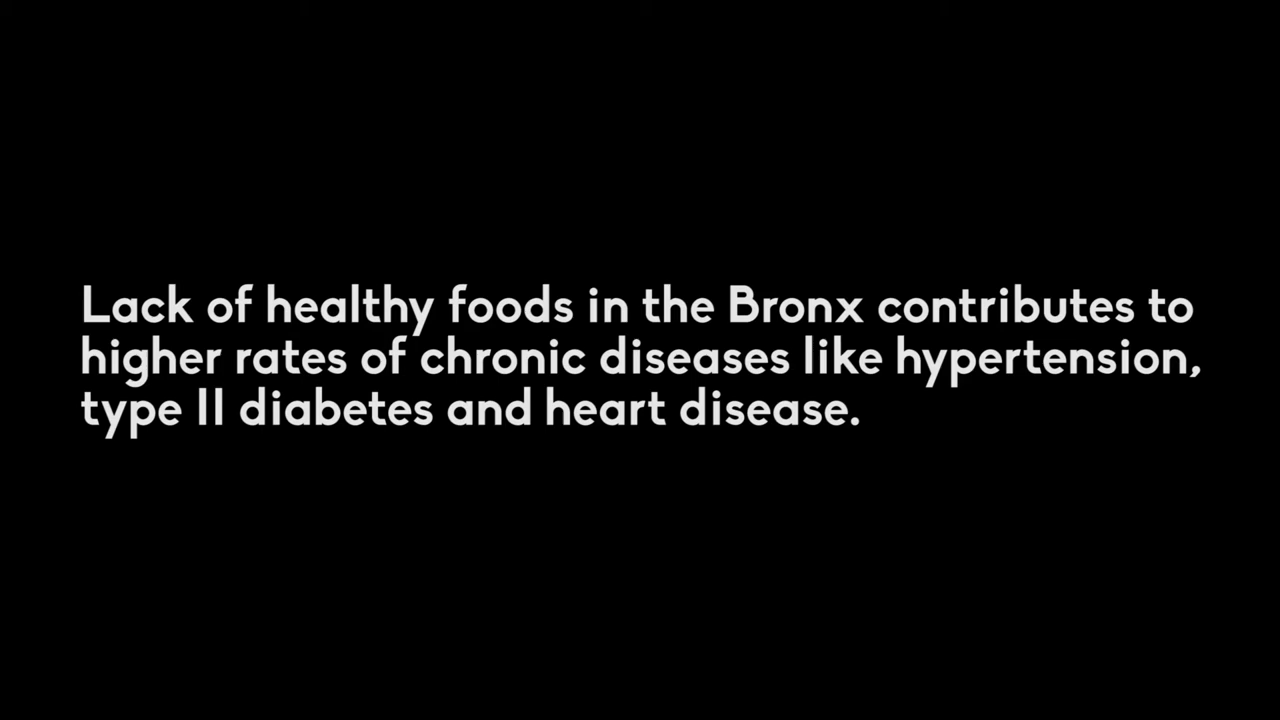 Lack of healthy foods in the Bronx contributes to
higher rates of chronic diseases like hypertension,
type II diabetes and heart disease.